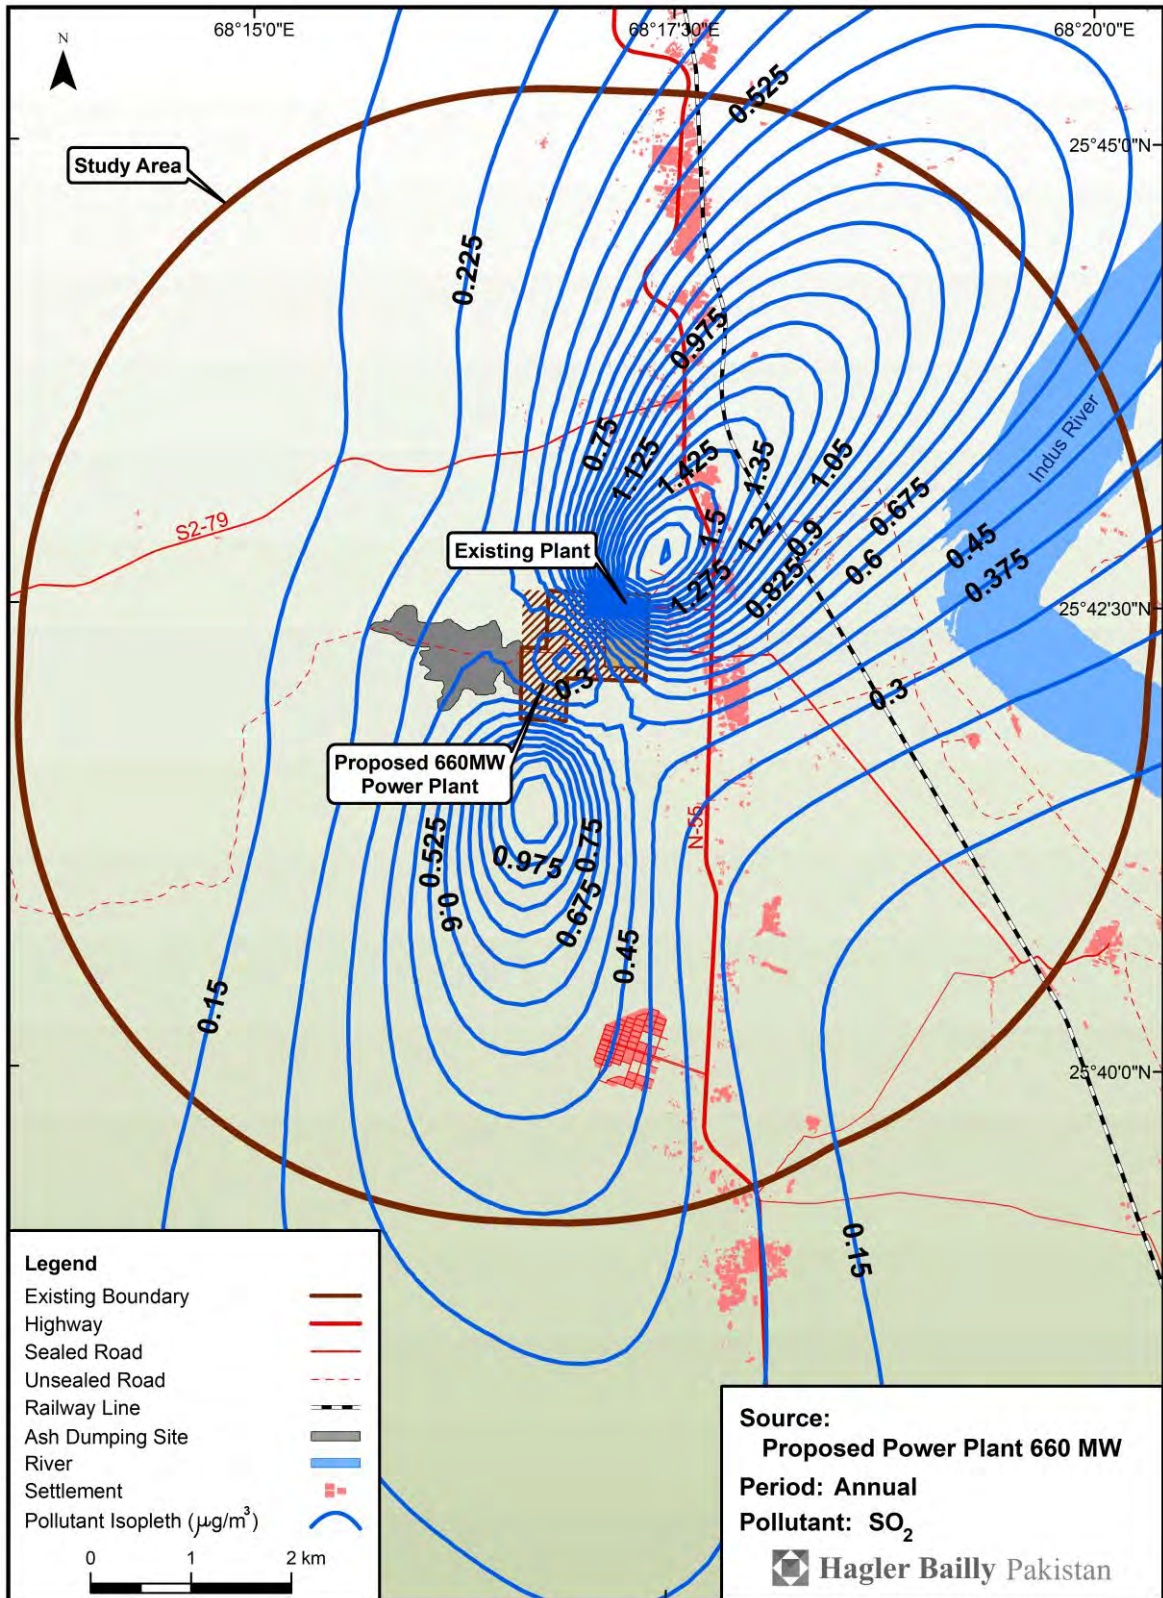 N
68°15'0"E
68°17'30"E
68°20'0"E
0.525
25°45'0"N
Study Area
0.225
0.975
Indus River
0.75
1.125
1.425
1.35
1.05
0.675
S2-79
Existing Plant
1.5
1.2
0.9
0.45
0.6
0.375
1.275
0.825
25°42'30"N
0.3
0.3
Proposed 660MW
Power Plant
N-55
0.525
0.975
0.75
0.6
0.675
0.45
0.15
25°40'0"N
0.15
Legend
Existing Boundary
Highway
Sealed Road
Unsealed Road
Railway Line
Ash Dumping Site
River
Settlement
Pollutant Isopleth (μg/m³)
0 1 2 km
Source:
Proposed Power Plant 660 MW
Period: Annual
Pollutant: SO₂
Hagler Bailly Pakistan